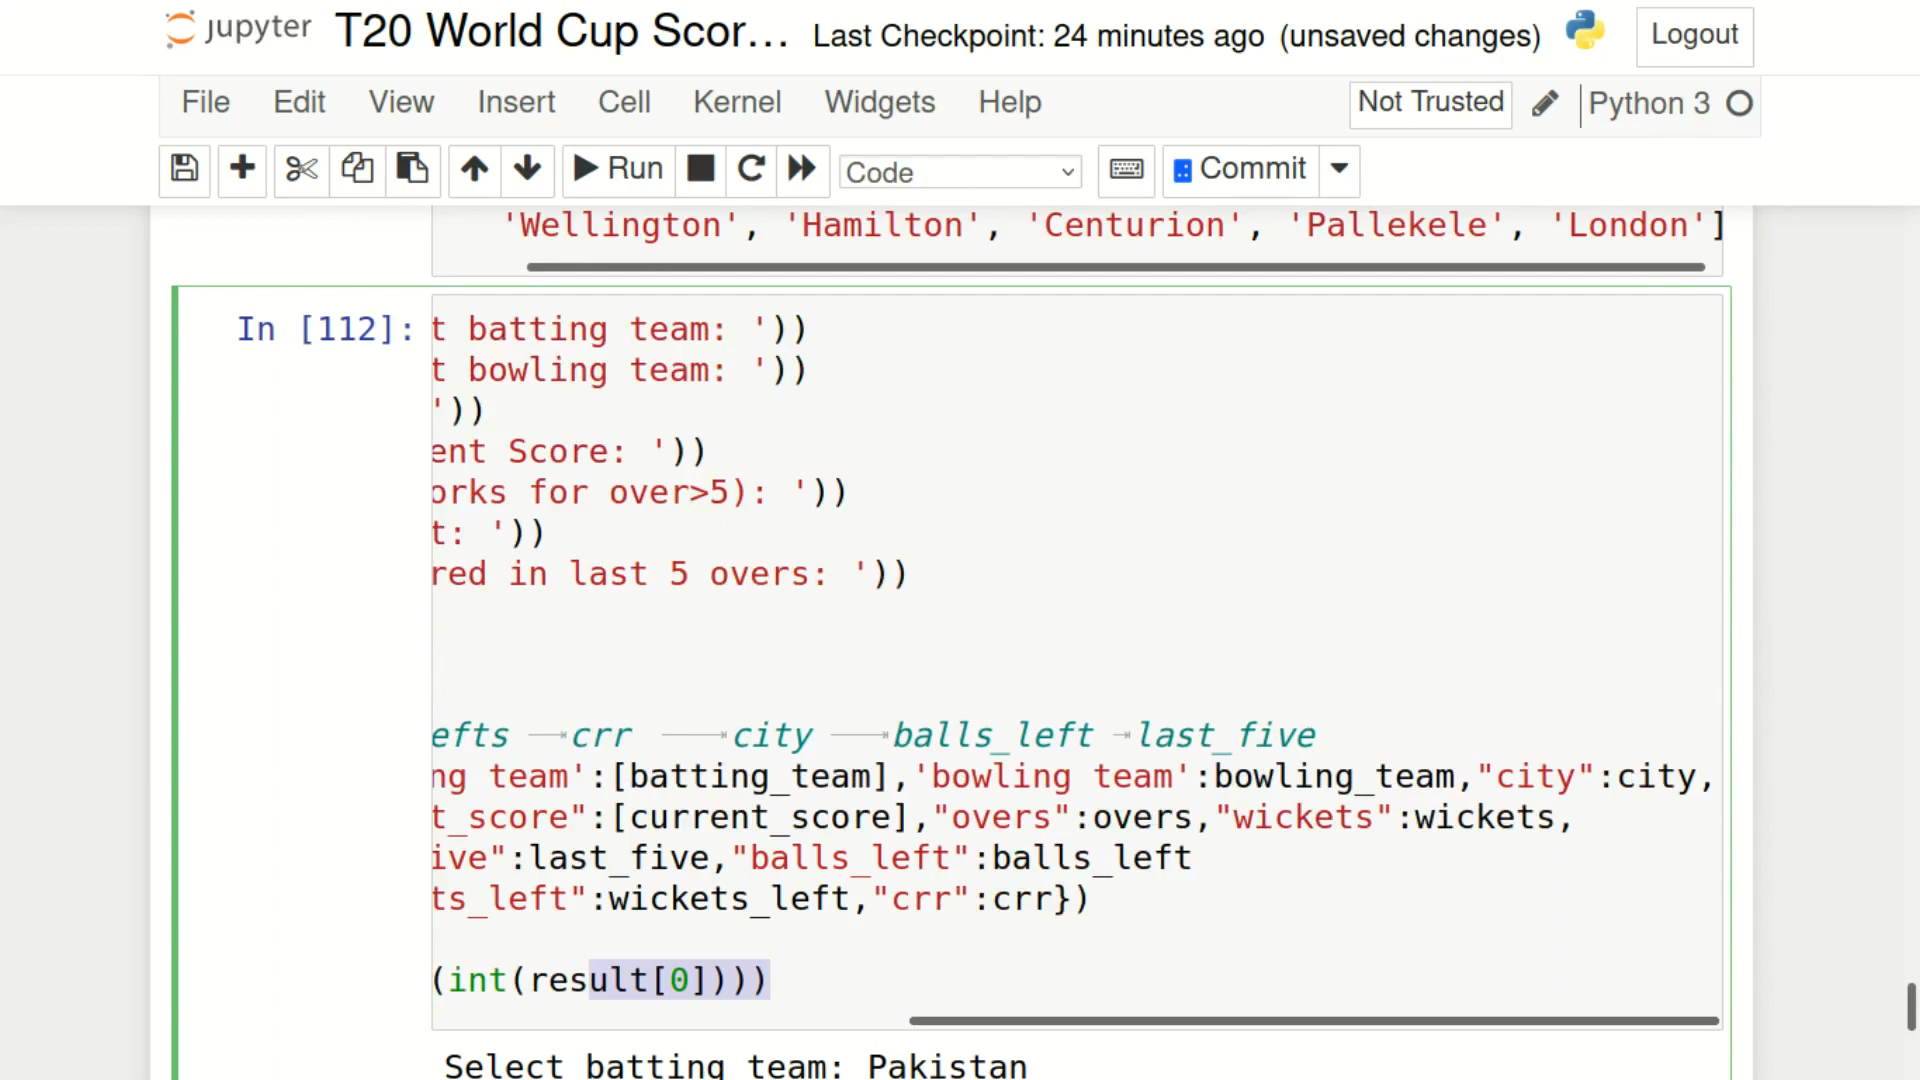 jupyter T20 World Cup Scor... Last Checkpoint: 24 minutes ago (unsaved changes) Logout
File Edit View Insert Cell Kernel Widgets Help Not Trusted Python 3
Run Code Commit
'Wellington', 'Hamilton', 'Centurion', 'Pallekele', 'London']
In [112]: t batting team: '))
t bowling team: '))
'))
ent Score: '))
orks for over>5): '))
t: '))
red in last 5 overs: '))
efts crr city balls_left last_five
ng team':[batting_team],'bowling team':bowling_team,"city":city,
t_score":[current_score],"overs":overs,"wickets":wickets,
ive":last_five,"balls_left":balls_left
ts_left":wickets_left,"crr":crr})
(int(result[0])))
Select batting team: Pakistan